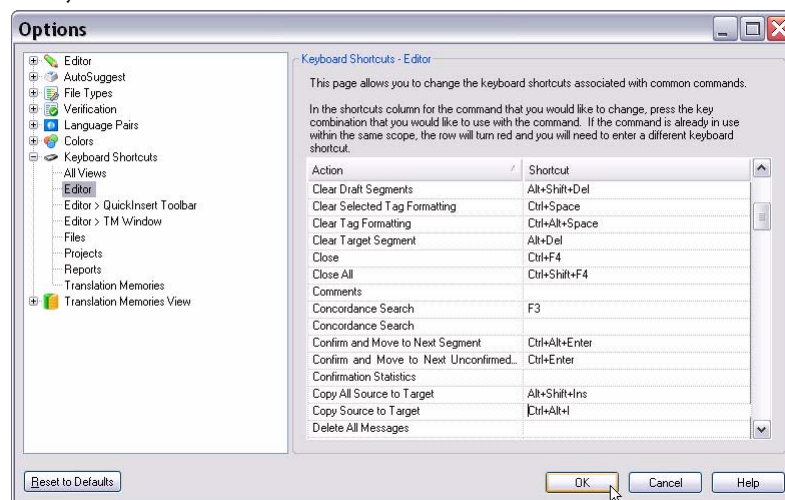 Options
Editor
AutoSuggest
File Types
Verification
Language Pairs
Colors
Keyboard Shortcuts
All Views
Editor
Editor > QuickInsert Toolbar
Editor > TM Window
Files
Projects
Reports
Translation Memories
Translation Memories View
Keyboard Shortcuts - Editor
This page allows you to change the keyboard shortcuts associated with common commands.
In the shortcuts column for the command that you would like to change, press the key
combination that you would like to use with the command. If the command is already in use
within the same scope, the row will turn red and you will need to enter a different keyboard
shortcut.
Action Shortcut
Clear Draft Segments Alt+Shift+Del
Clear Selected Tag Formatting Ctrl+Space
Clear Tag Formatting Ctrl+Alt+Space
Clear Target Segment Alt+Del
Close Ctrl+F4
Close All Ctrl+Shift+F4
Comments
Concordance Search F3
Concordance Search
Confirm and Move to Next Segment Ctrl+Alt+Enter
Confirm and Move to Next Unconfirmed... Ctrl+Enter
Confirmation Statistics
Copy All Source to Target Alt+Shift+Ins
Copy Source to Target Ctrl+Alt+I
Delete All Messages
Reset to Defaults
OK Cancel Help